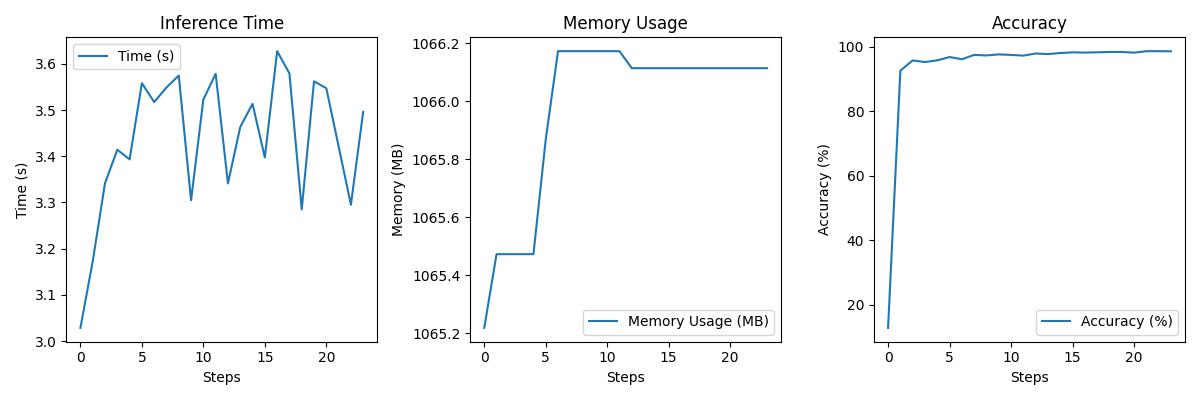 Inference Time
Time (s)
3.6
3.5
3.4
3.3
3.2
3.1
3.0
Time (s)
0 5 10 15 20
Steps
Memory Usage
1066.2
1066.0
1065.8
1065.6
1065.4
1065.2
Memory (MB)
Memory Usage (MB)
0 5 10 15 20
Steps
Accuracy
100
80
60
40
20
Accuracy (%)
Accuracy (%)
0 5 10 15 20
Steps